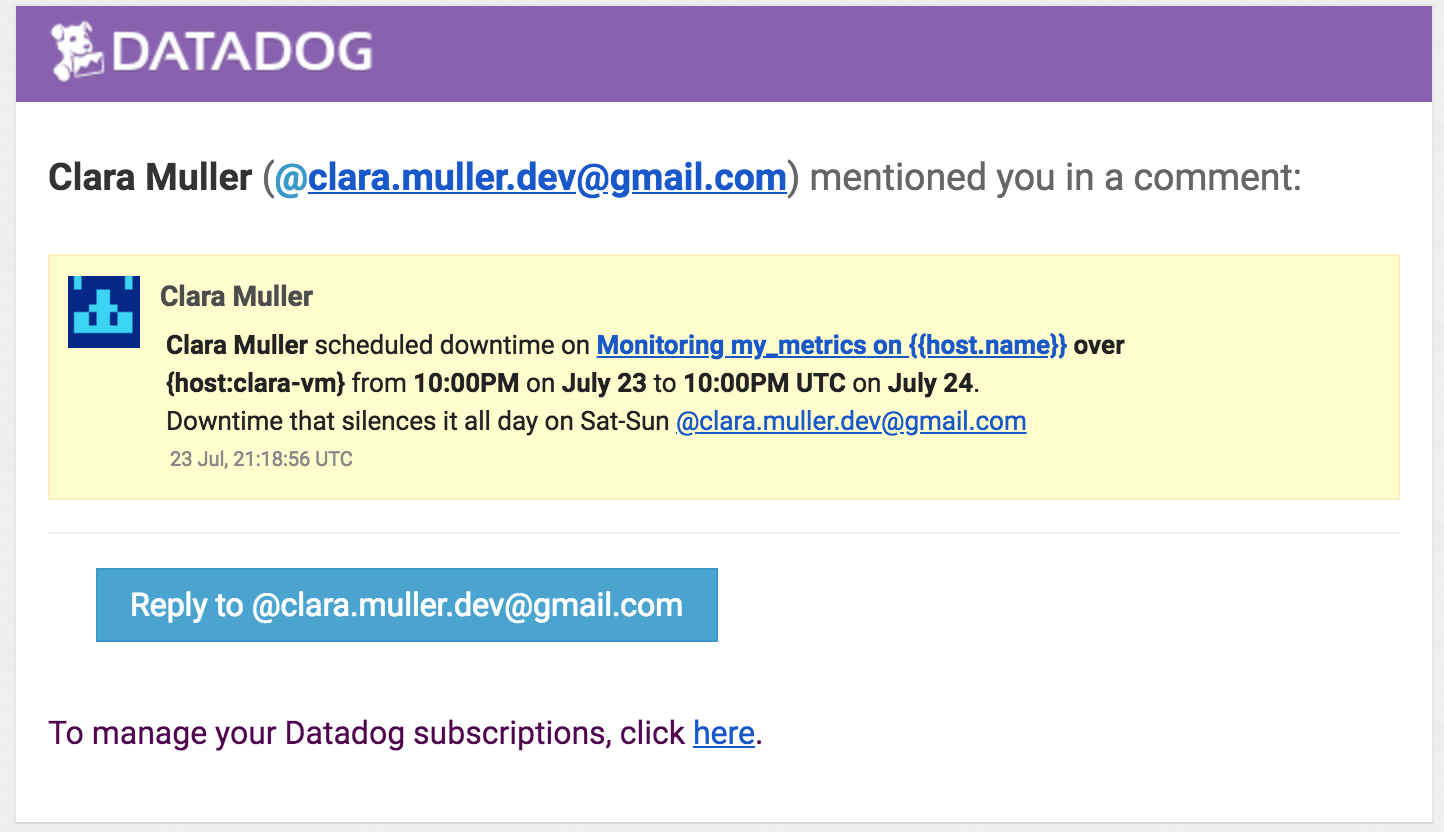 DATADOG
Clara Muller (@clara.muller.dev@gmail.com) mentioned you in a comment:
Clara Muller
Clara Muller scheduled downtime on Monitoring my_metrics on {{host.name}} over
{host:clara-vm} from 10:00PM on July 23 to 10:00PM UTC on July 24.
Downtime that silences it all day on Sat-Sun @clara.muller.dev@gmail.com
23 Jul, 21:18:56 UTC
Reply to @clara.muller.dev@gmail.com
To manage your Datadog subscriptions, click here.